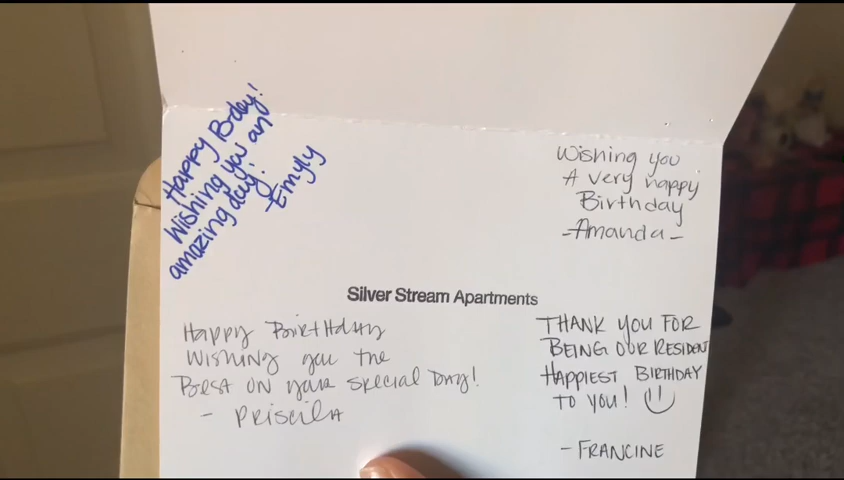 Happy Bday!
Wishing you an
amazing day!
-Emyly
Wishing you
A very happy
Birthday
-Amanda-
Silver Stream Apartments
Happy BirtHday
Wishing you the
Best on your special Day!
- Priscila
THANK YOU FOR
BEING OUR RESIDENT
HAPPIEST BIRTHDAY
TO YOU!
-FRANCINE